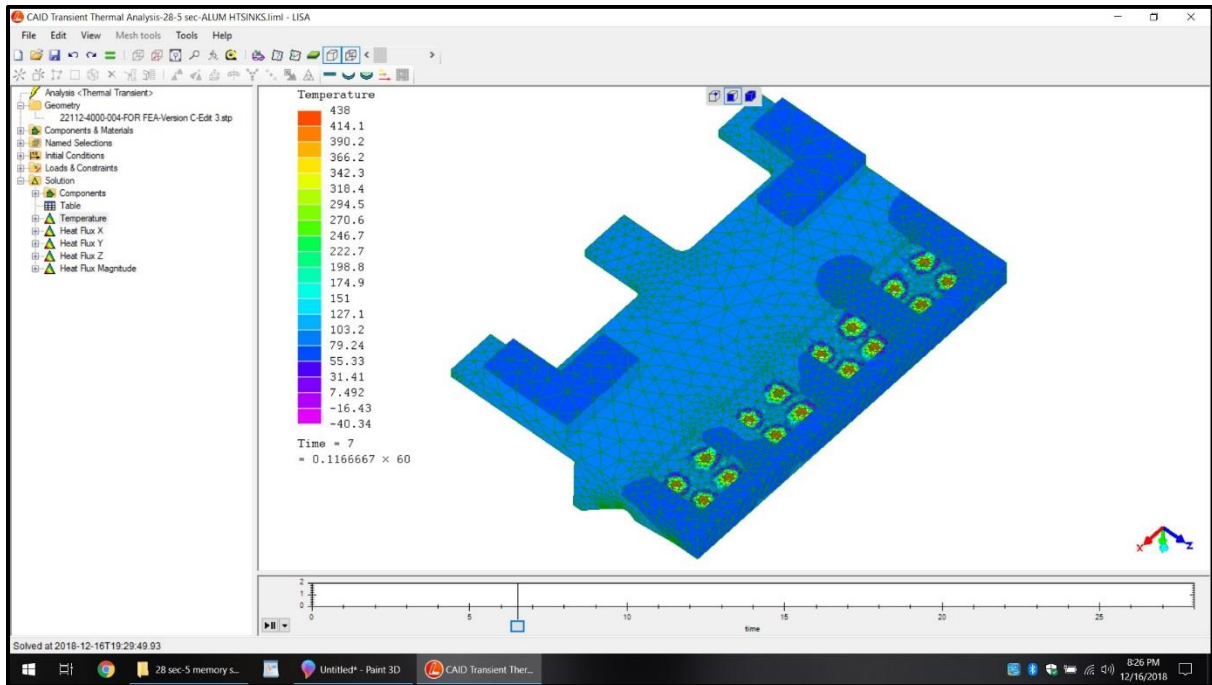 CAID Transient Thermal Analysis-28-5 sec-ALUM HTSINKS.liml - LISA
File Edit View Mesh tools Tools Help
Analysis <Thermal Transient>
Geometry
22112-4000-004-FOR FEA-Version C-Edit 3.stp
Components & Materials
Named Selections
Initial Conditions
Loads & Constraints
Solution
Components
Table
Temperature
Heat Flux X
Heat Flux Y
Heat Flux Z
Heat Flux Magnitude
Temperature
438
414.1
390.2
366.2
342.3
318.4
294.5
270.6
246.7
222.7
198.8
174.9
151
127.1
103.2
79.24
55.33
31.41
7.492
-16.43
-40.34
Time = 7
= 0.1166667 × 60
x z
2
1
0
0 5 10 15 20 25
time
Solved at 2018-12-16T19:29:49.93
28 sec-5 memory s...
Untitled* - Paint 3D
CAID Transient Ther...
8:26 PM
12/16/2018